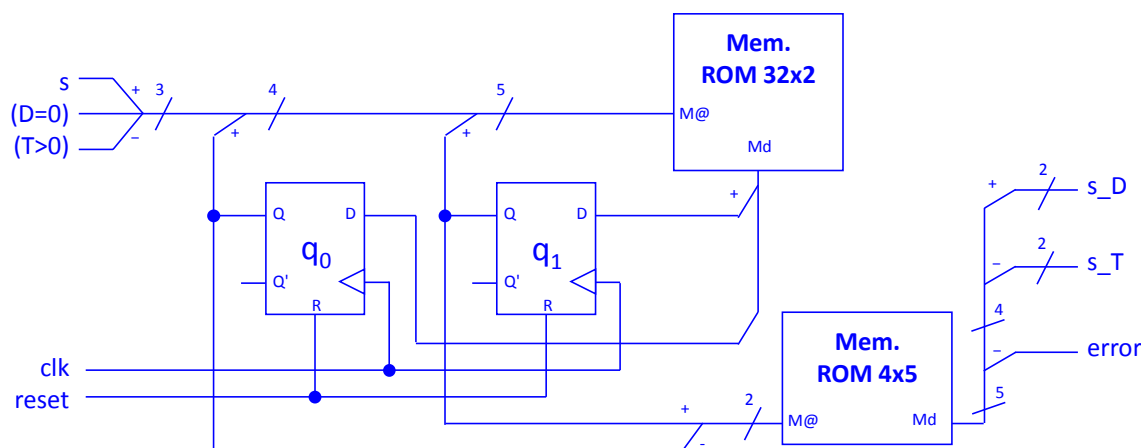 Mem.
ROM 32x2
M@
Md
s
(D=0)
(T>0)
+
−
3
+
4
+
5
Q
D
q0
Q'
R
Q
D
q1
Q'
R
+
clk
reset
+
-
2
Mem.
ROM 4x5
M@
Md
+
2
s_D
−
2
s_T
4
−
error
5